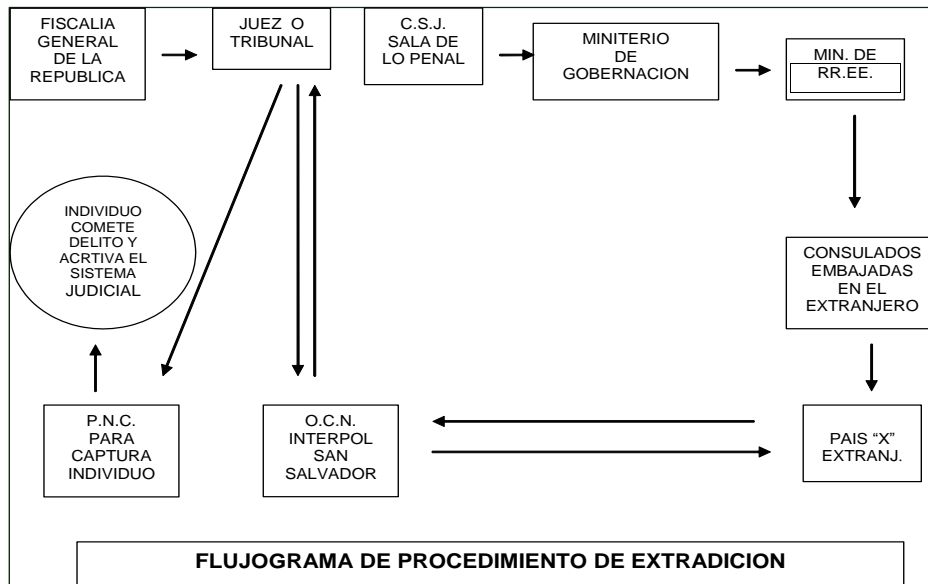 FISCALIA
GENERAL
DE LA
REPUBLICA
JUEZ O
TRIBUNAL
C.S.J.
SALA DE
LO PENAL
MINITERIO
DE
GOBERNACION
MIN. DE
RR.EE.
INDIVIDUO
COMETE
DELITO Y
ACRTIVA EL
SISTEMA
JUDICIAL
CONSULADOS
EMBAJADAS
EN EL
EXTRANJERO
P.N.C.
PARA
CAPTURA
INDIVIDUO
O.C.N.
INTERPOL
SAN
SALVADOR
PAIS “X”
EXTRANJ.
FLUJOGRAMA DE PROCEDIMIENTO DE EXTRADICION